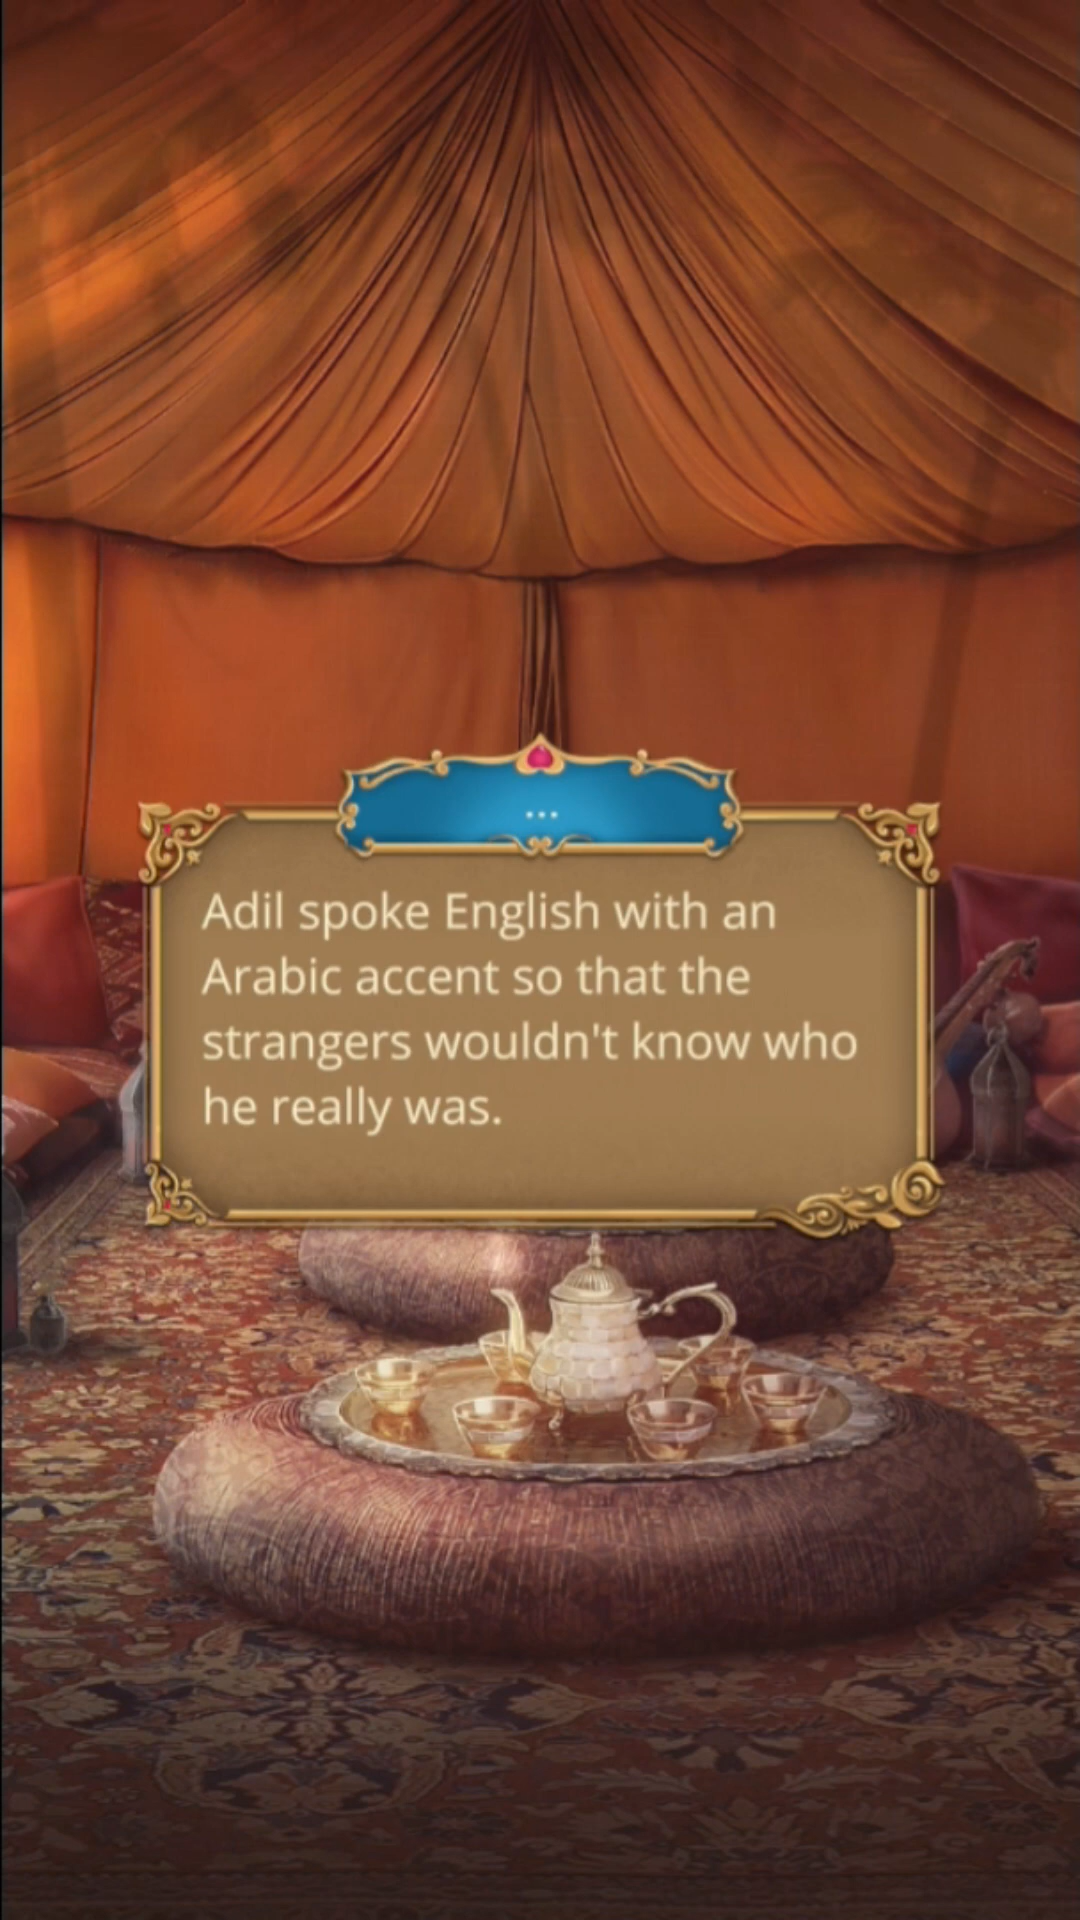 ...
Adil spoke English with an
Arabic accent so that the
strangers wouldn't know who
he really was.